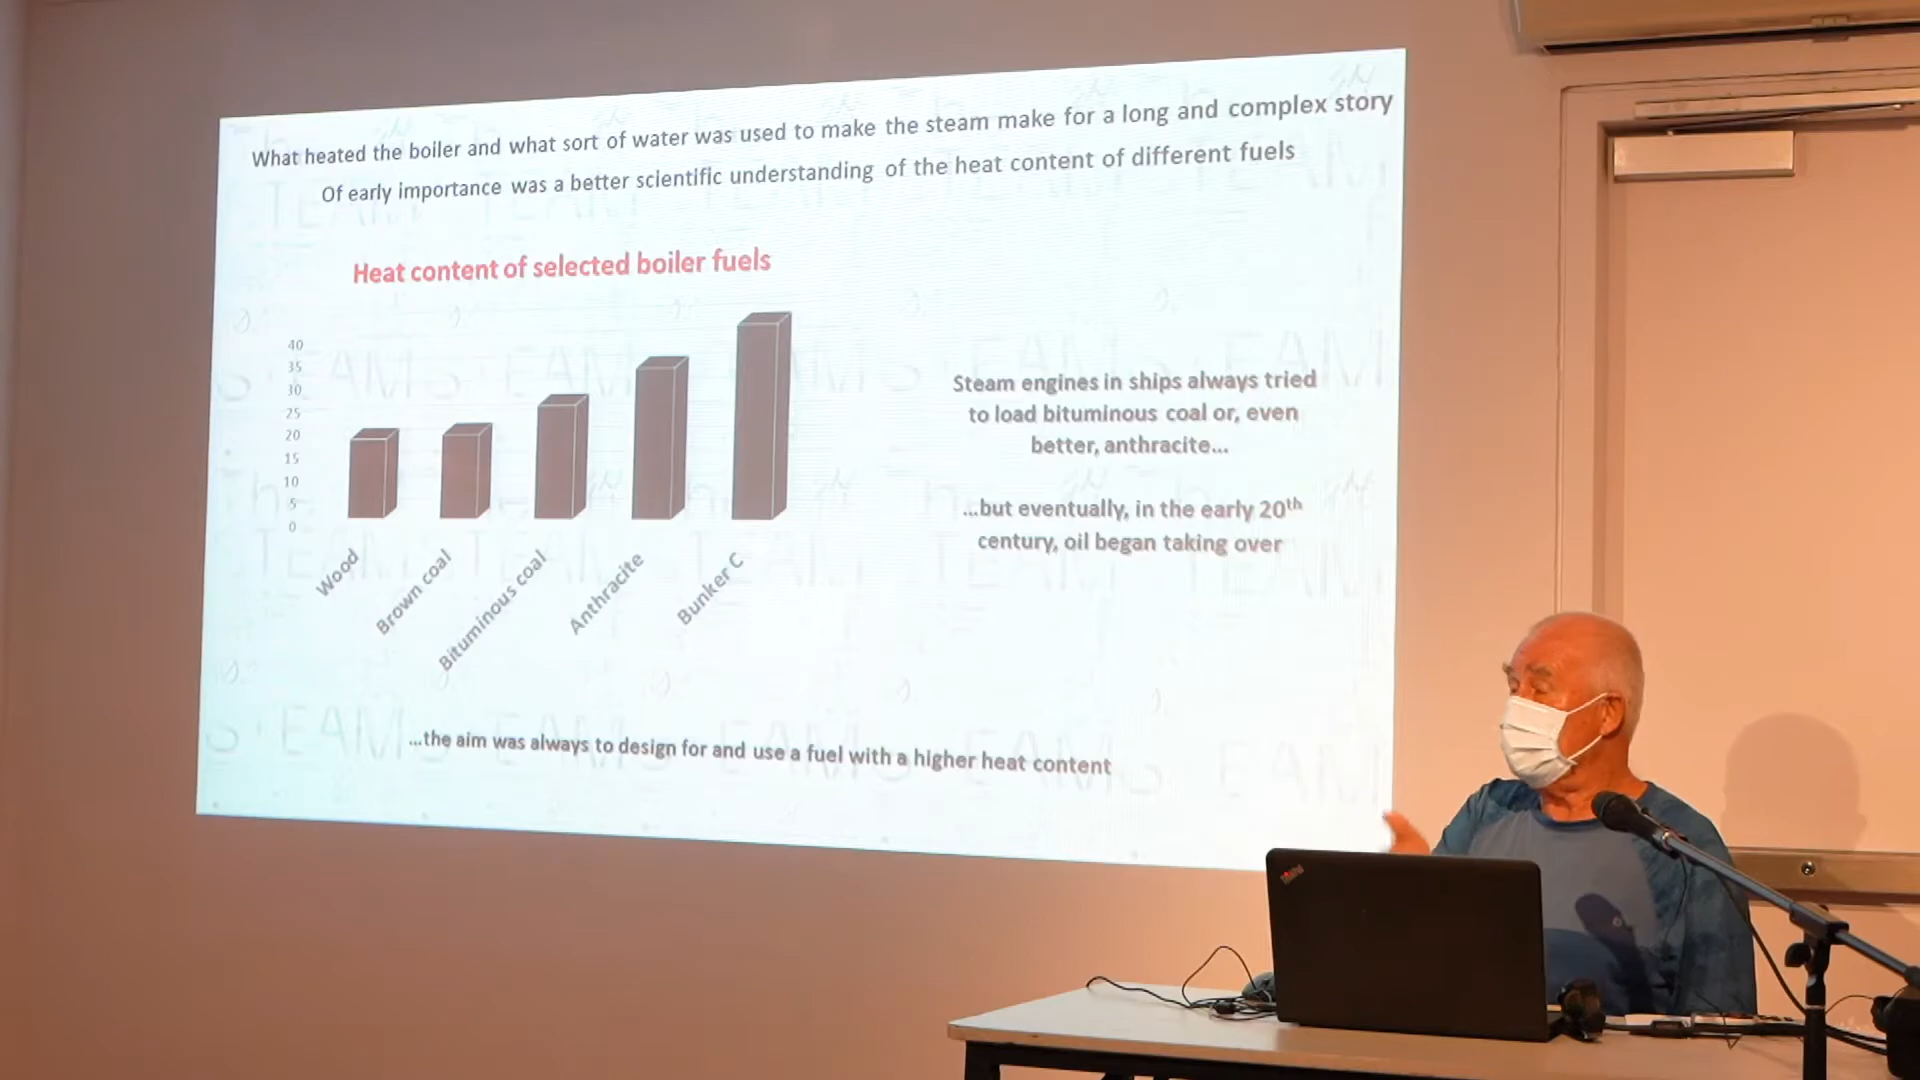 What heated the boiler and what sort of water was used to make the steam make for a long and complex story
Of early importance was a better scientific understanding of the heat content of different fuels
Heat content of selected boiler fuels
40
35
30
25
20
15
10
5
0
Wood
Brown coal
Bituminous coal
Anthracite
Bunker C
Steam engines in ships always tried
to load bituminous coal or, even
better, anthracite...
...but eventually, in the early 20th
century, oil began taking over
...the aim was always to design for and use a fuel with a higher heat content